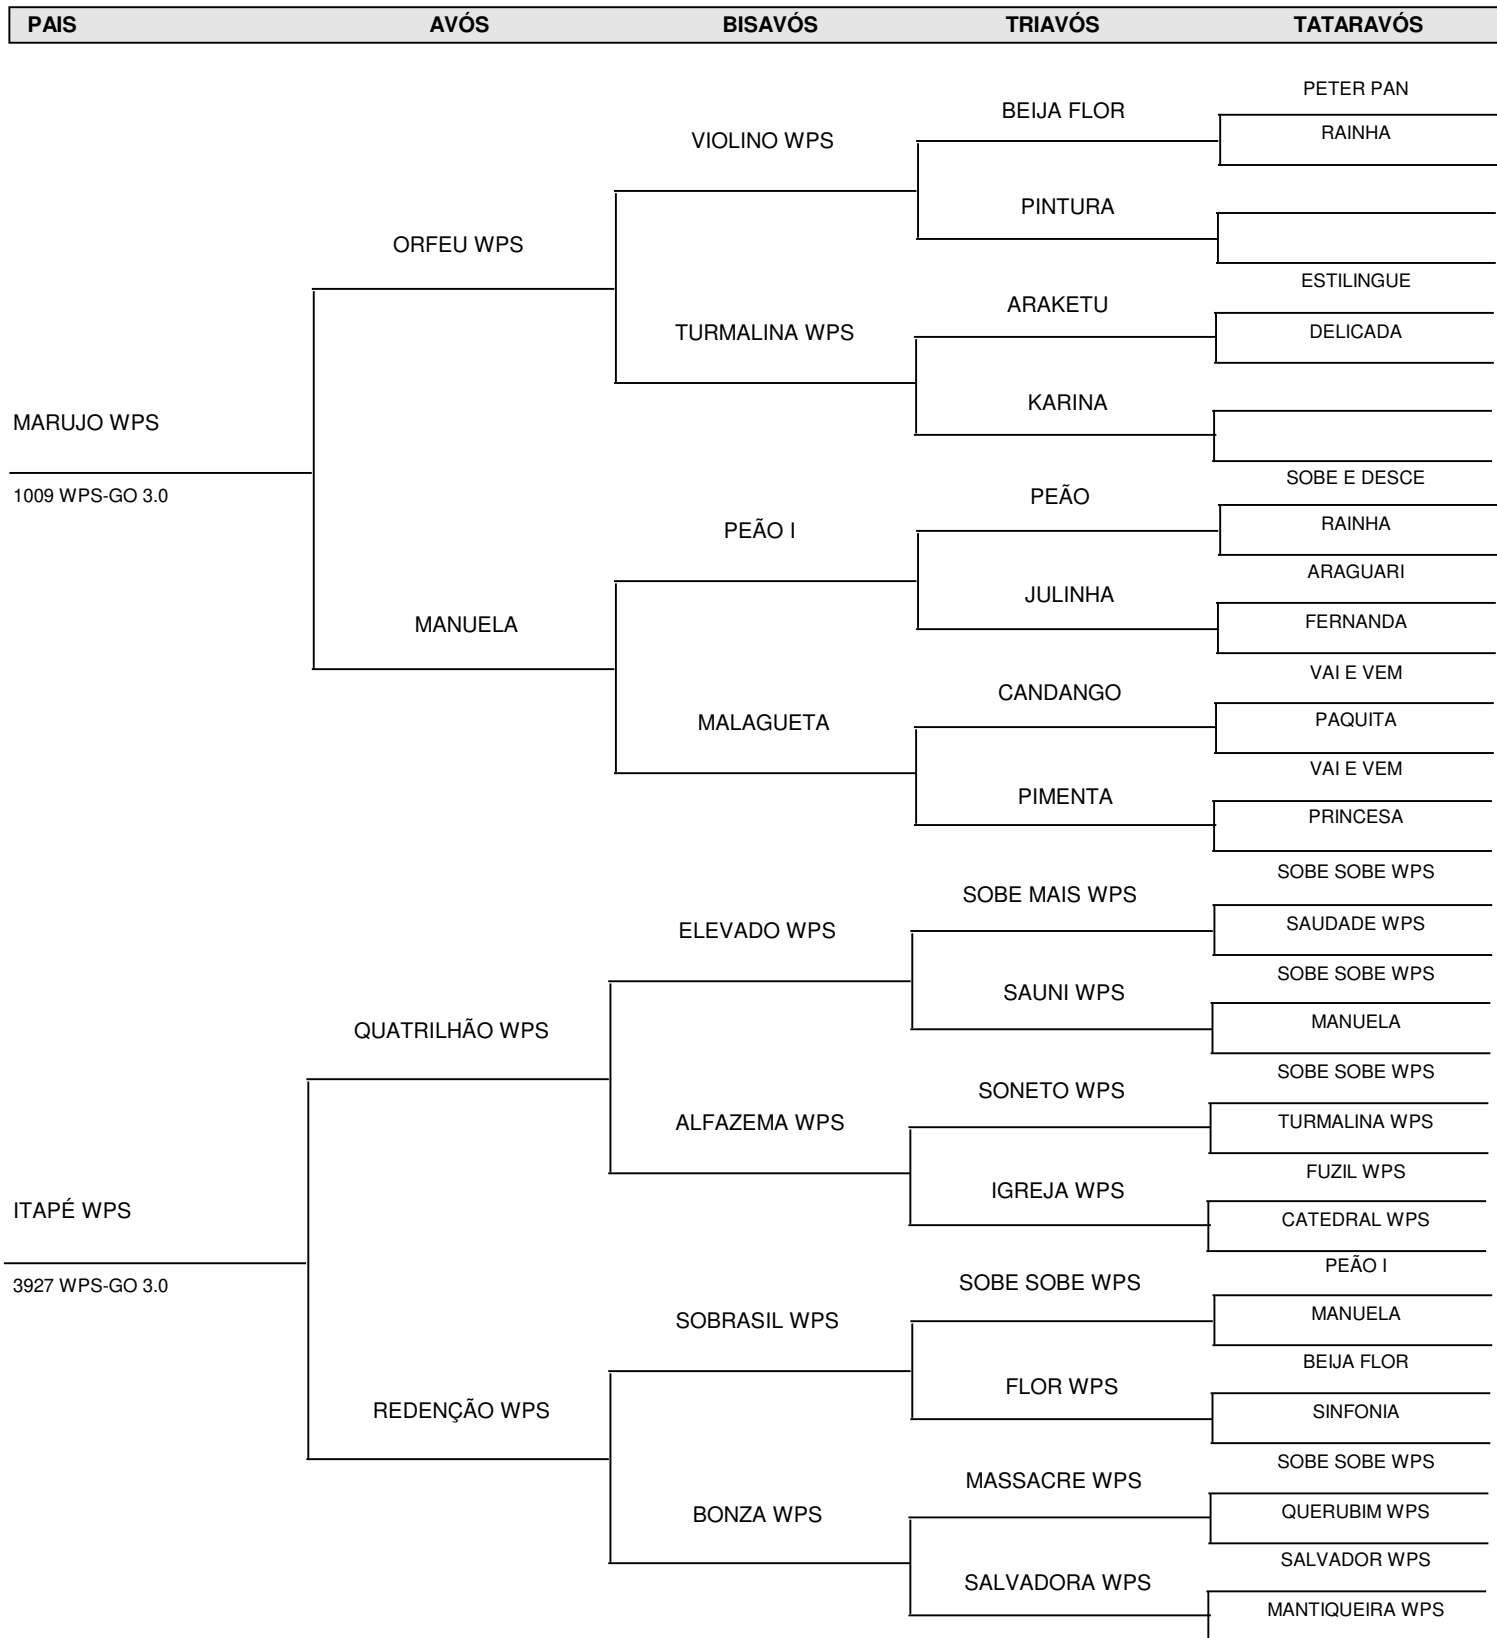 PAIS AVÓS BISAVÓS TRIAVÓS TATARAVÓS
PETER PAN
BEIJA FLOR
RAINHA
VIOLINO WPS
PINTURA
ORFEU WPS
ESTILINGUE
ARAKETU
DELICADA
TURMALINA WPS
KARINA
MARUJO WPS
SOBE E DESCE
1009 WPS-GO 3.0
PEÃO
RAINHA
PEÃO I
ARAGUARI
JULINHA
FERNANDA
MANUELA
VAI E VEM
CANDANGO
PAQUITA
MALAGUETA
VAI E VEM
PIMENTA
PRINCESA
SOBE SOBE WPS
SOBE MAIS WPS
SAUDADE WPS
ELEVADO WPS
SOBE SOBE WPS
SAUNI WPS
MANUELA
QUATRILHÃO WPS
SOBE SOBE WPS
SONETO WPS
TURMALINA WPS
ALFAZEMA WPS
FUZIL WPS
IGREJA WPS
ITAPÉ WPS
CATEDRAL WPS
PEÃO I
3927 WPS-GO 3.0
SOBE SOBE WPS
MANUELA
SOBRASIL WPS
BEIJA FLOR
FLOR WPS
REDENÇÃO WPS
SINFONIA
SOBE SOBE WPS
MASSACRE WPS
QUERUBIM WPS
BONZA WPS
SALVADOR WPS
SALVADORA WPS
MANTIQUEIRA WPS